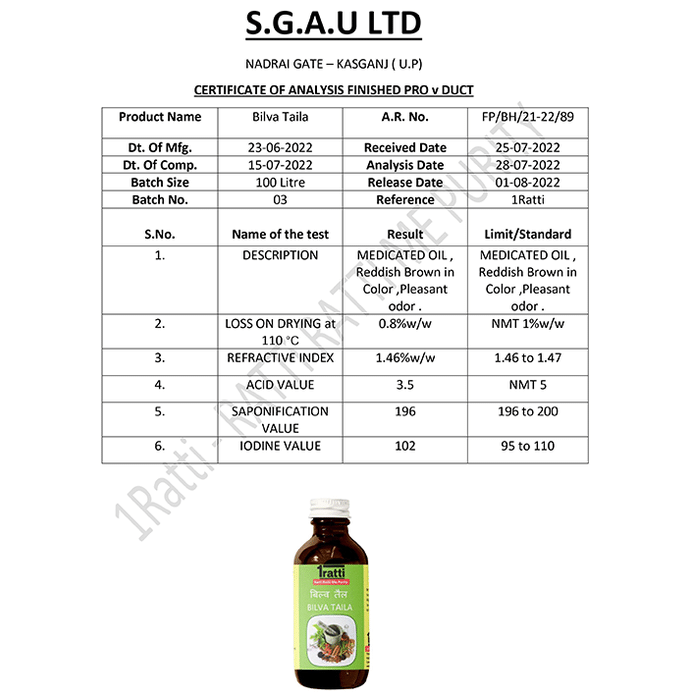 S.G.A.U LTD
NADRAI GATE – KASGANJ ( U.P)
CERTIFICATE OF ANALYSIS FINISHED PRO v DUCT
Product Name Bilva Taila A.R. No. FP/BH/21-22/89
Dt. Of Mfg. 23-06-2022 Received Date 25-07-2022
Dt. Of Comp. 15-07-2022 Analysis Date 28-07-2022
Batch Size 100 Litre Release Date 01-08-2022
Batch No. 03 Reference 1Ratti
S.No. Name of the test Result Limit/Standard
1. DESCRIPTION MEDICATED OIL , MEDICATED OIL ,
Reddish Brown in Reddish Brown in
Color ,Pleasant Color ,Pleasant
odor . odor .
2. LOSS ON DRYING at 0.8%w/w NMT 1%w/w
110 °C
3. REFRACTIVE INDEX 1.46%w/w 1.46 to 1.47
4. ACID VALUE 3.5 NMT 5
5. SAPONIFICATION 196 196 to 200
VALUE
6. IODINE VALUE 102 95 to 110
1Ratti - RATTI RATTI ME PURITY
1ratti
Ratti Ratti Me Purity
बिल्व तैल
BILVA TAILA